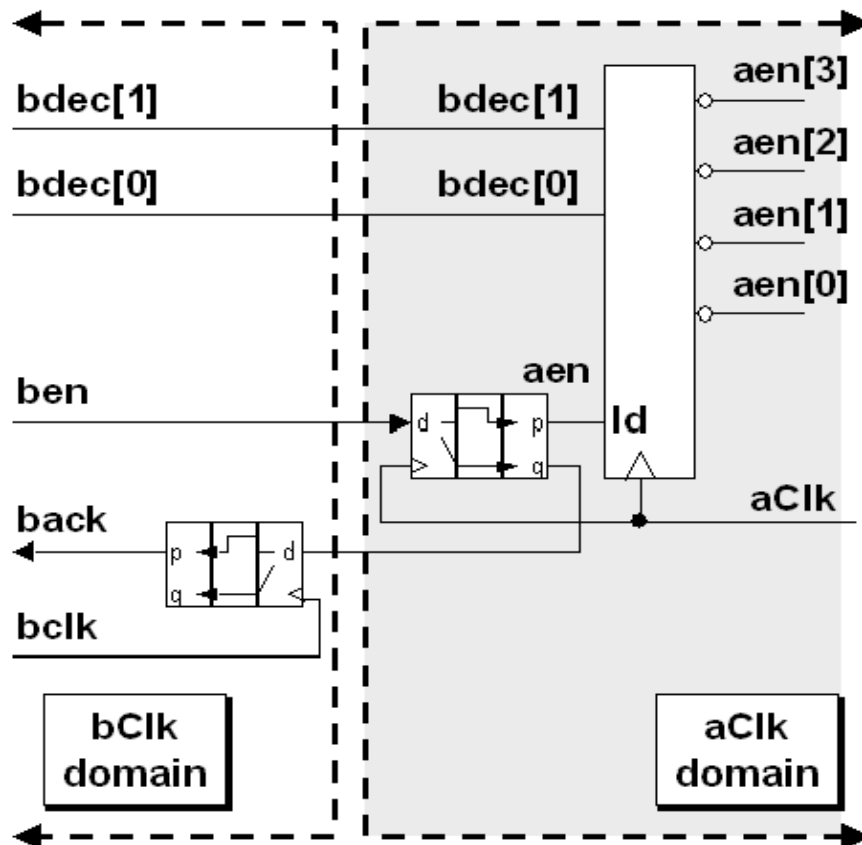 aen[3]
bdec[1] bdec[1]
aen[2]
bdec[0] bdec[0]
aen[1]
aen[0]
ben aen
d p ld
q
back aClk
p d
q
bclk
bClk
domain
aClk
domain